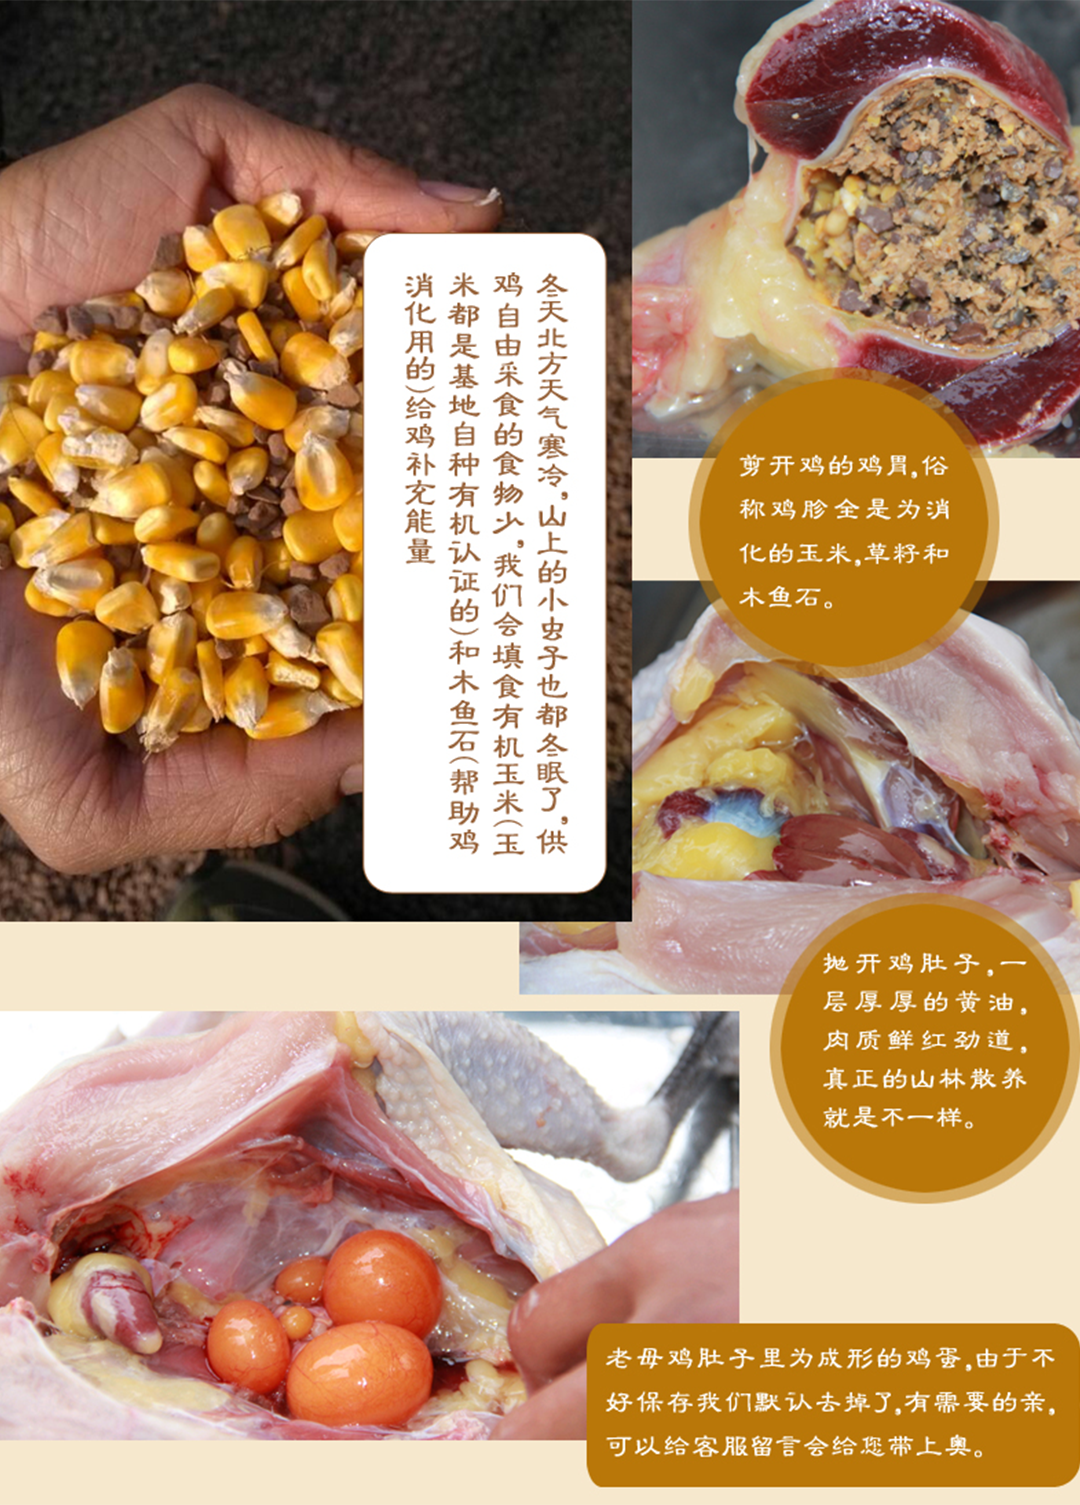 冬天北方天气寒冷,山上的小虫子也都冬眠了,供
鸡自由采食的食物少,我们会填食有机玉米(玉
米都是基地自种有机认证的)和木鱼石(帮助鸡
消化用的)给鸡补充能量
剪开鸡的鸡胃,俗
称鸡胗全是为消
化的玉米,草籽和
木鱼石。
抛开鸡肚子,一
层厚厚的黄油,
肉质鲜红劲道,
真正的山林散养
就是不一样。
老母鸡肚子里为成形的鸡蛋,由于不
好保存我们默认去掉了,有需要的亲,
可以给客服留言会给您带上奥。